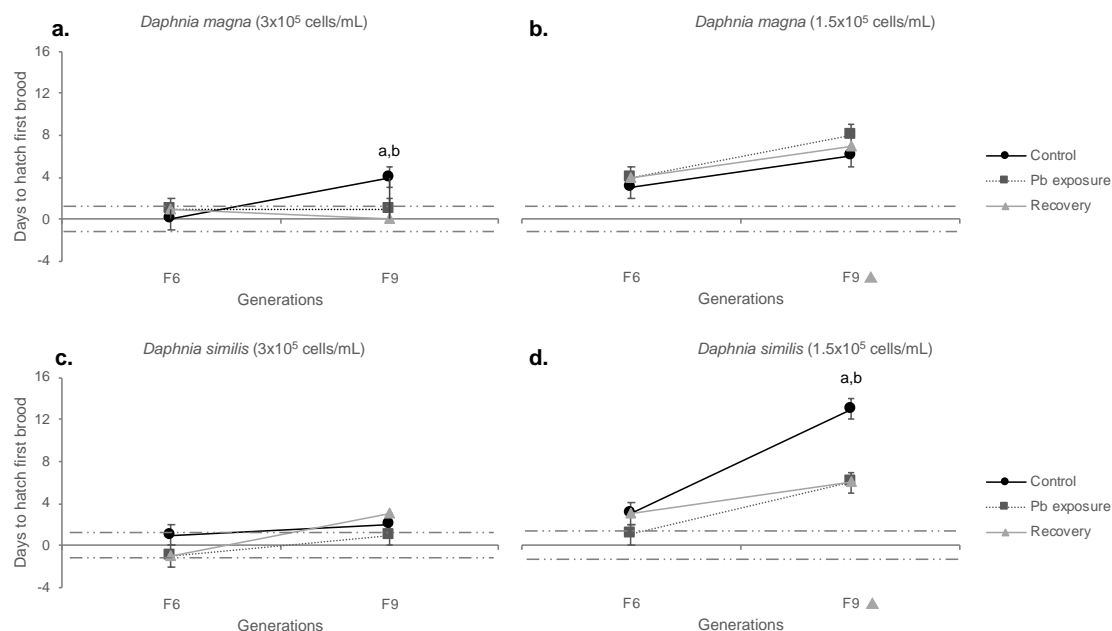 a.
Daphnia magna (3x10⁵ cells/mL)
16
12
8
4
0
-4
Days to hatch first brood
a,b
F6
F9
Generations
b.
Daphnia magna (1.5x10⁵ cells/mL)
F6
F9
Generations
Control
Pb exposure
Recovery
c.
Daphnia similis (3x10⁵ cells/mL)
16
12
8
4
0
-4
Days to hatch first brood
F6
F9
Generations
d.
Daphnia similis (1.5x10⁵ cells/mL)
a,b
F6
F9
Generations
Control
Pb exposure
Recovery